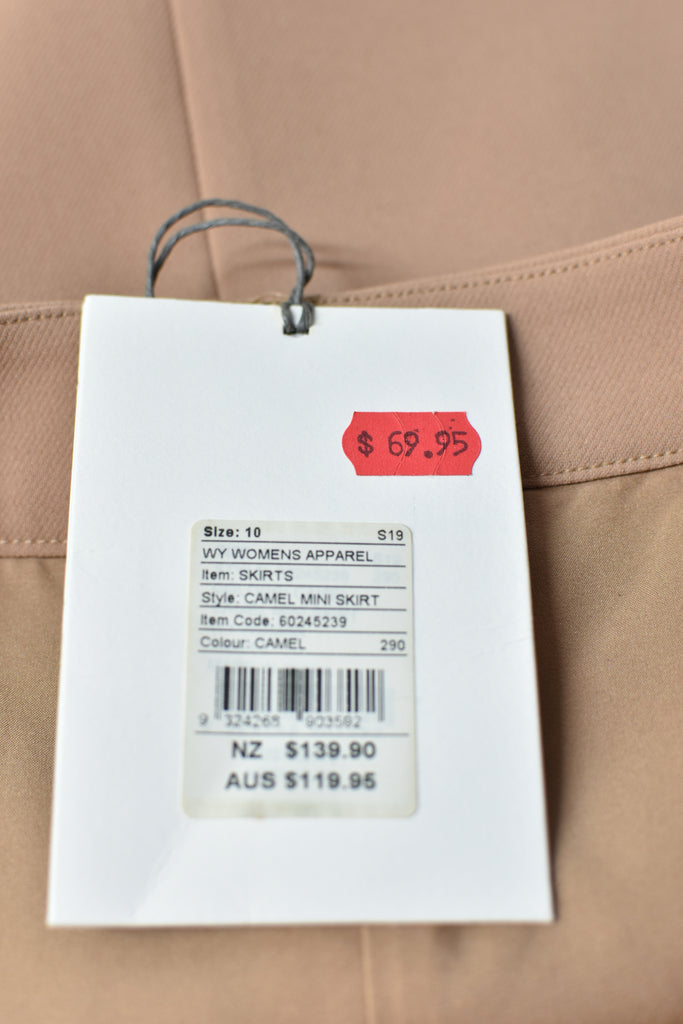 $ 69.95
Size: 10 S19
WY WOMENS APPAREL
Item: SKIRTS
Style: CAMEL MINI SKIRT
Item Code: 60245239
Colour: CAMEL 290
9 324268 903582
NZ $139.90
AUS $119.95